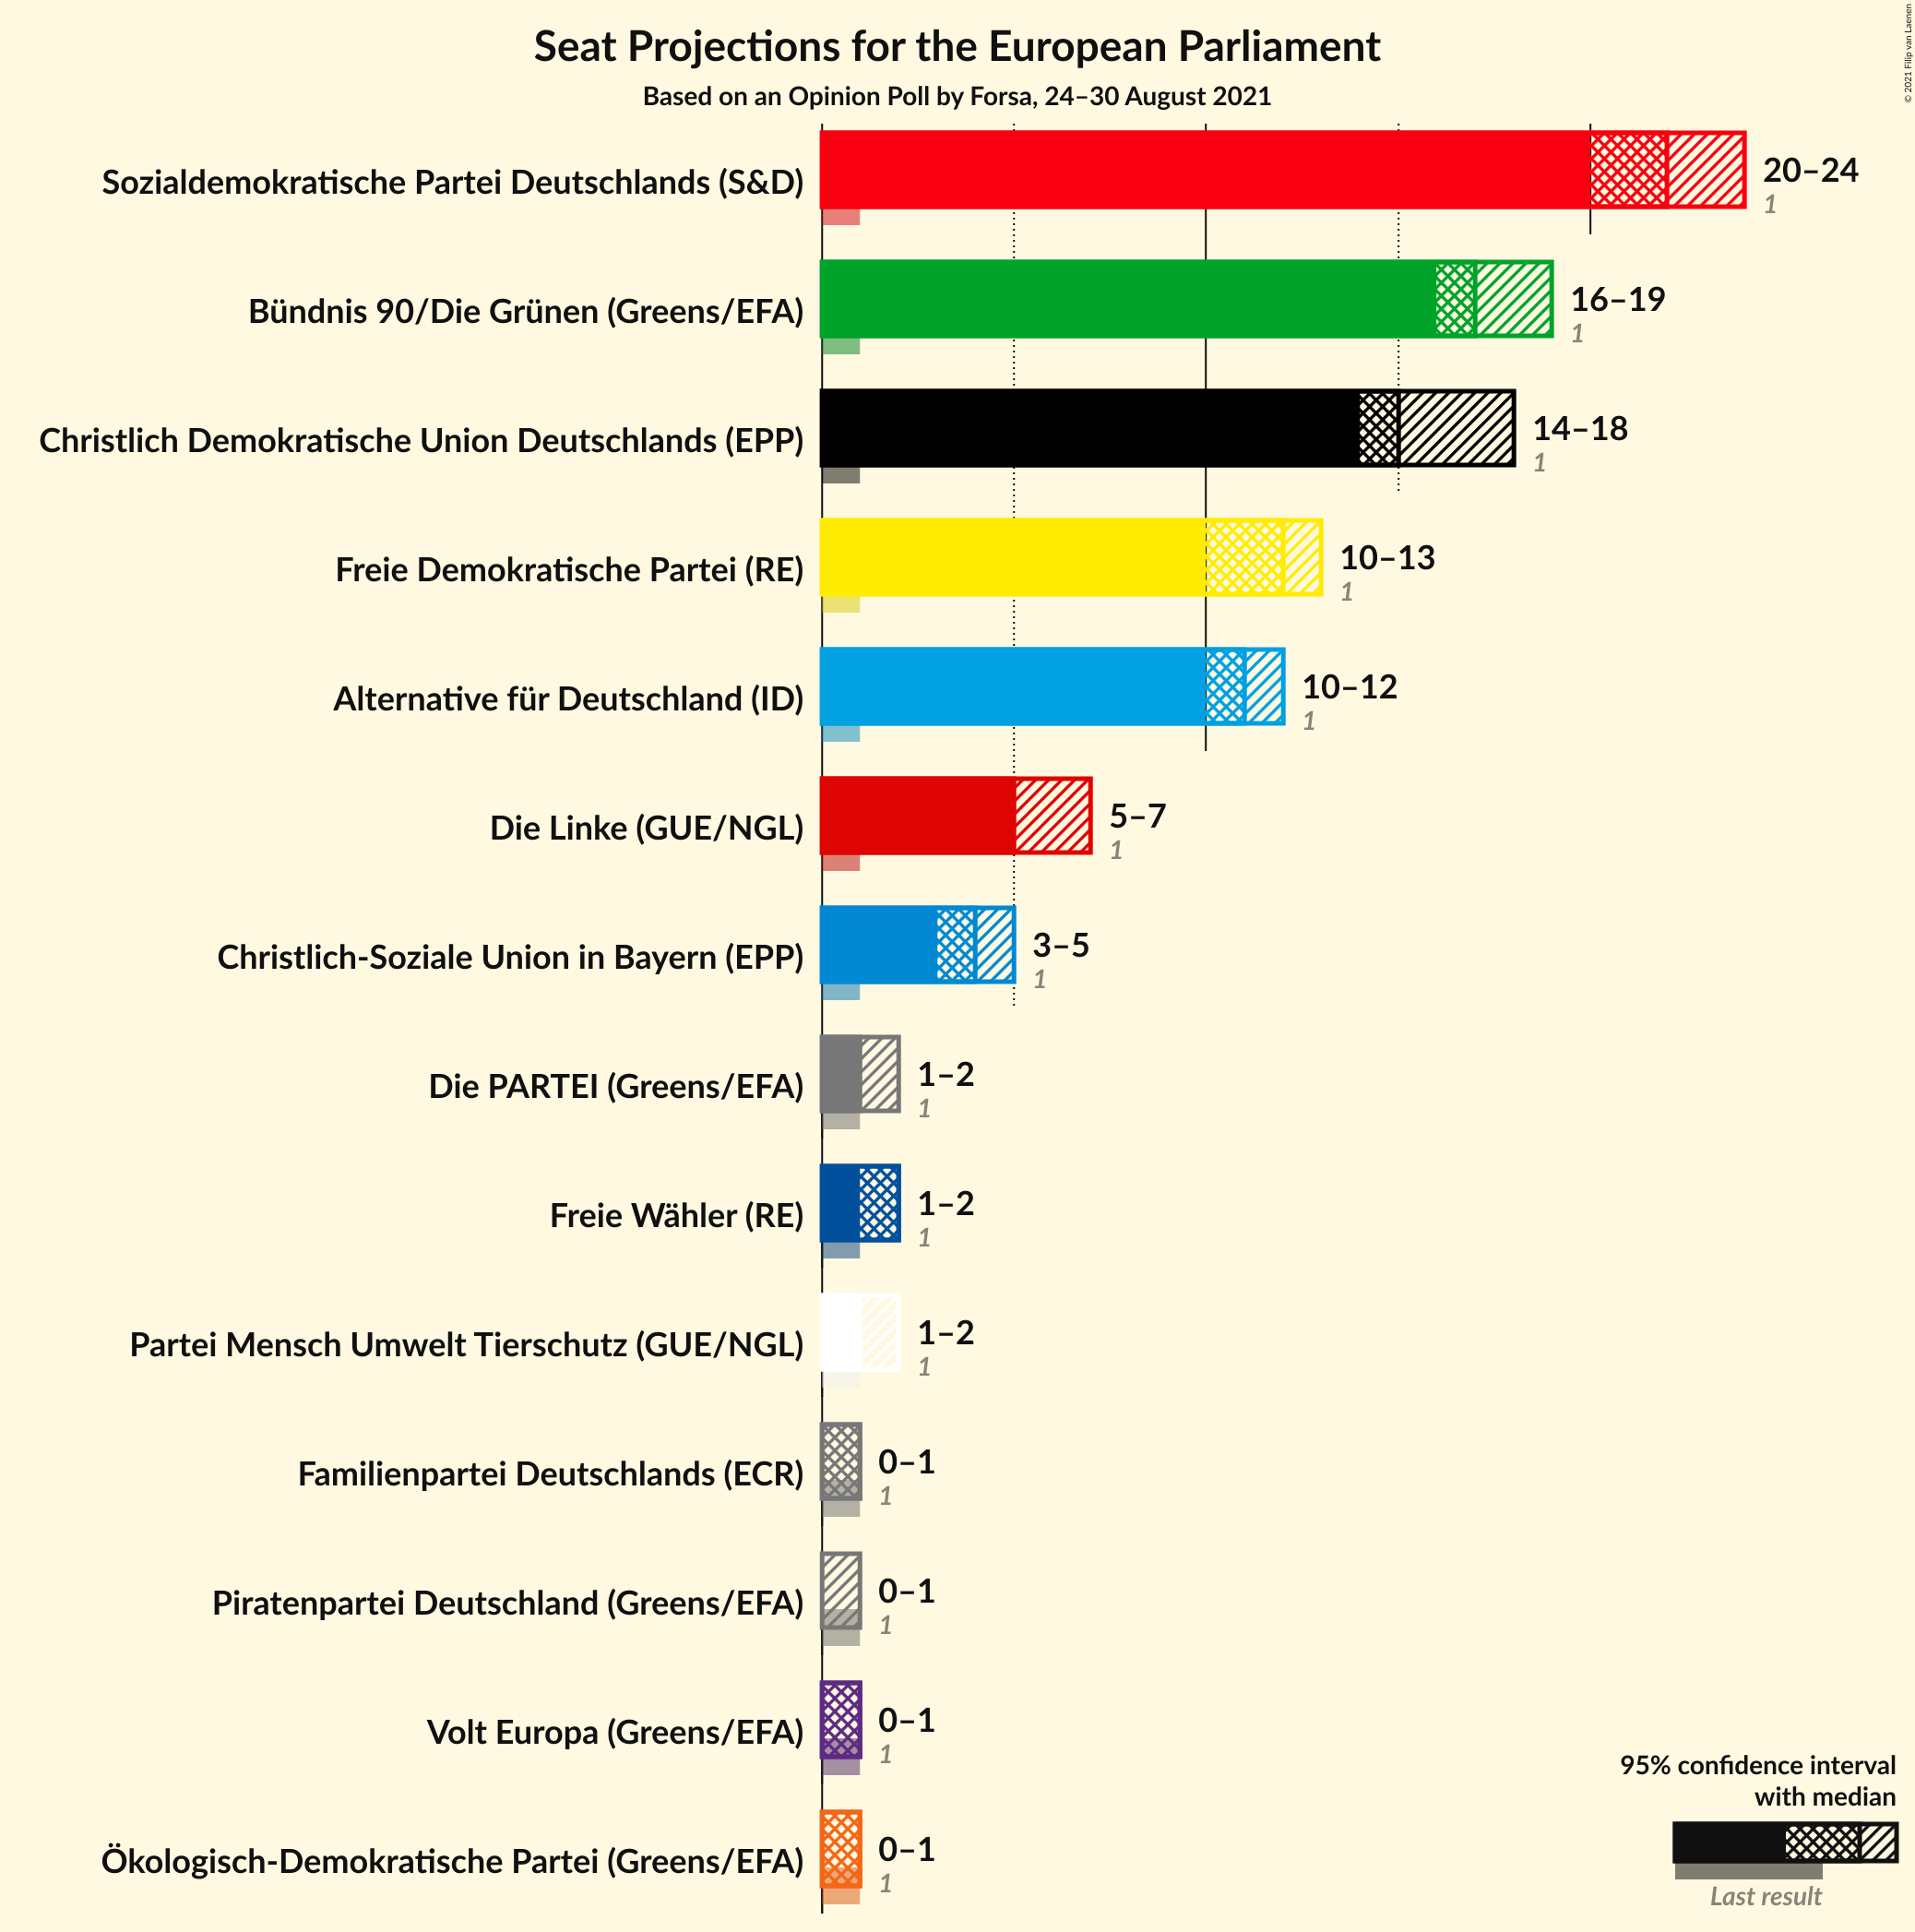 Seat Projections for the European Parliament
Based on an Opinion Poll by Forsa, 24–30 August 2021
© 2021 Filip van Laenen
Sozialdemokratische Partei Deutschlands (S&D)
20–24
1
Bündnis 90/Die Grünen (Greens/EFA)
16–19
1
Christlich Demokratische Union Deutschlands (EPP)
14–18
1
Freie Demokratische Partei (RE)
10–13
1
Alternative für Deutschland (ID)
10–12
1
Die Linke (GUE/NGL)
5–7
1
Christlich-Soziale Union in Bayern (EPP)
3–5
1
Die PARTEI (Greens/EFA)
1–2
1
Freie Wähler (RE)
1–2
1
Partei Mensch Umwelt Tierschutz (GUE/NGL)
1–2
1
Familienpartei Deutschlands (ECR)
0–1
1
Piratenpartei Deutschland (Greens/EFA)
0–1
1
Volt Europa (Greens/EFA)
0–1
1
Ökologisch-Demokratische Partei (Greens/EFA)
0–1
1
95% confidence interval
with median
Last result